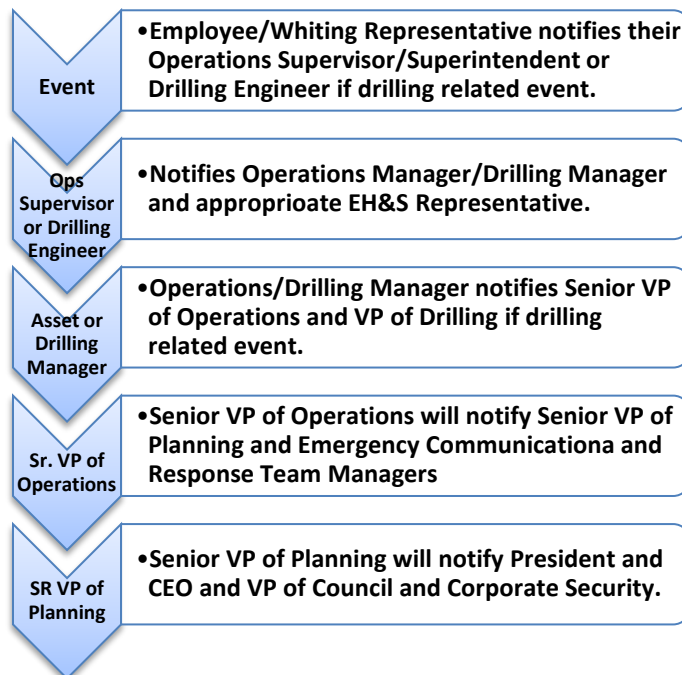 Event
•Employee/Whiting Representative notifies their
Operations Supervisor/Superintendent or
Drilling Engineer if drilling related event.
Ops
Supervisor
or Drilling
Engineer
•Notifies Operations Manager/Drilling Manager
and approprioate EH&S Representative.
Asset or
Drilling
Manager
•Operations/Drilling Manager notifies Senior VP
of Operations and VP of Drilling if drilling
related event.
Sr. VP of
Operations
•Senior VP of Operations will notify Senior VP of
Planning and Emergency Communicationa and
Response Team Managers
SR VP of
Planning
•Senior VP of Planning will notify President and
CEO and VP of Council and Corporate Security.